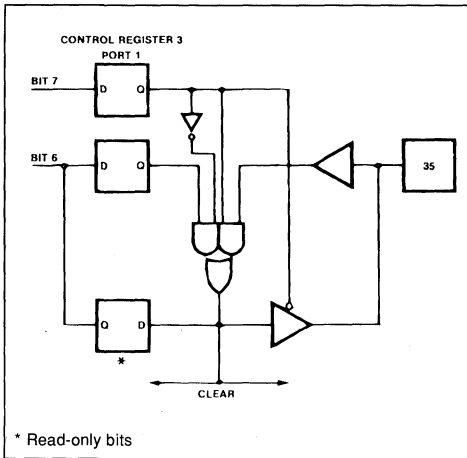 CONTROL REGISTER 3
PORT 1
BIT 7
D Q
BIT 6
D Q
35
Q D
*
CLEAR
* Read-only bits